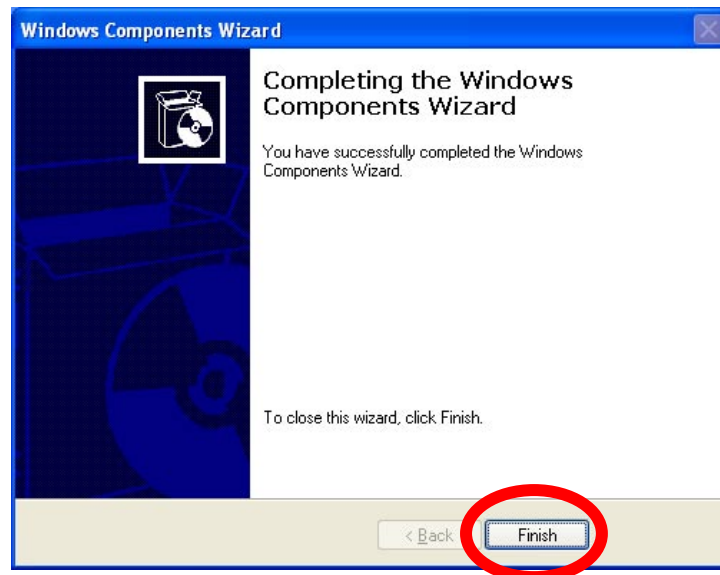 Windows Components Wizard
Completing the Windows
Components Wizard
You have successfully completed the Windows
Components Wizard.
To close this wizard, click Finish.
< Back
Finish